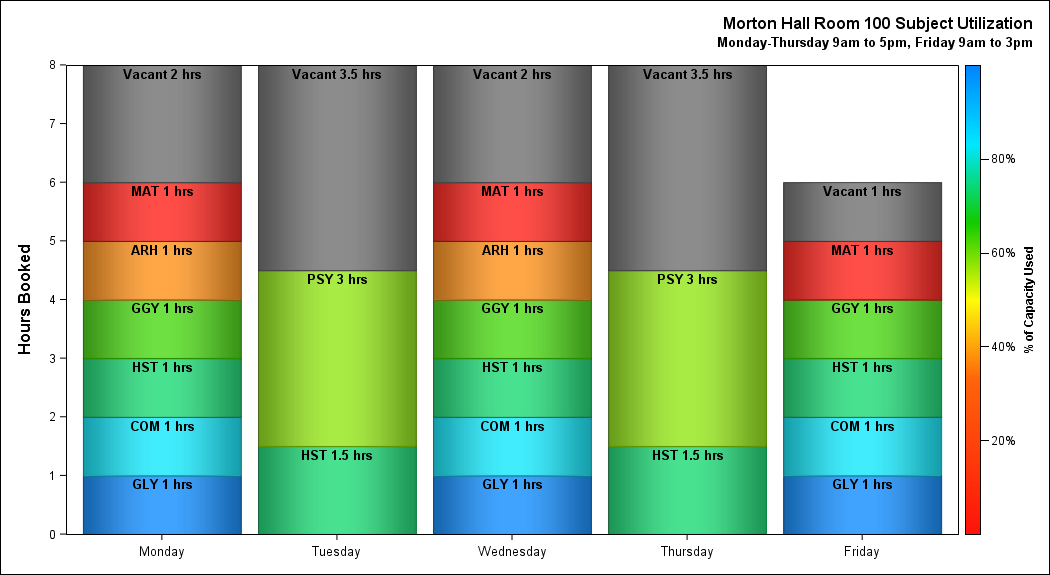 Morton Hall Room 100 Subject Utilization
Monday-Thursday 9am to 5pm, Friday 9am to 3pm
Hours Booked
8
7
6
5
4
3
2
1
0
Vacant 2 hrs
MAT 1 hrs
ARH 1 hrs
GGY 1 hrs
HST 1 hrs
COM 1 hrs
GLY 1 hrs
Vacant 3.5 hrs
PSY 3 hrs
HST 1.5 hrs
Vacant 2 hrs
MAT 1 hrs
ARH 1 hrs
GGY 1 hrs
HST 1 hrs
COM 1 hrs
GLY 1 hrs
Vacant 3.5 hrs
PSY 3 hrs
HST 1.5 hrs
Vacant 1 hrs
MAT 1 hrs
GGY 1 hrs
HST 1 hrs
COM 1 hrs
GLY 1 hrs
Monday
Tuesday
Wednesday
Thursday
Friday
80%
60%
40%
20%
% of Capacity Used